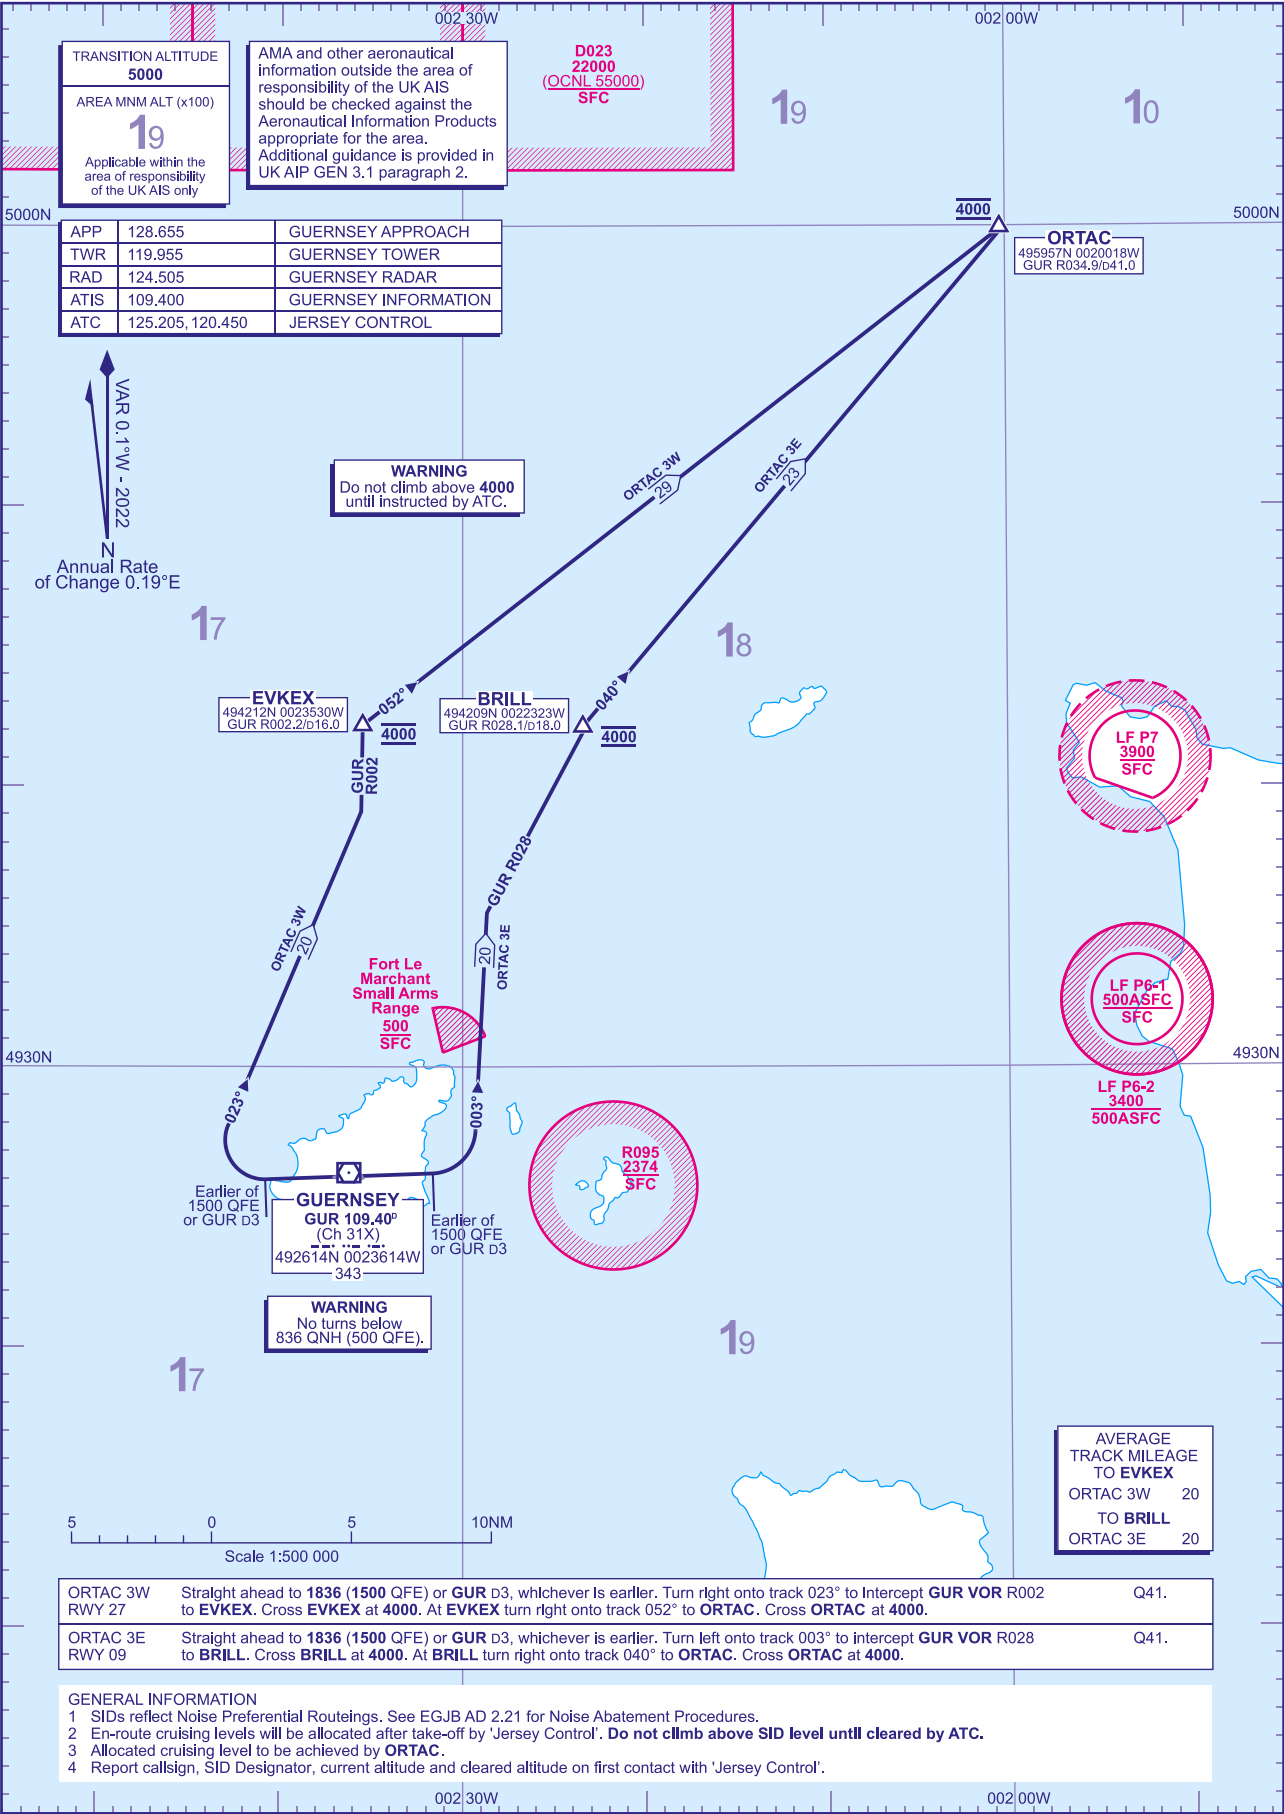 002 30W
002 00W
TRANSITION ALTITUDE
5000
AREA MNM ALT (x100)
19
Applicable within the
area of responsibility
of the UK AIS only
AMA and other aeronautical
information outside the area of
responsibility of the UK AIS
should be checked against the
Aeronautical Information Products
appropriate for the area.
Additional guidance is provided in
UK AIP GEN 3.1 paragraph 2.
D023
22000
(OCNL 55000)
SFC
19
10
5000N
5000N
APP 128.655 GUERNSEY APPROACH
TWR 119.955 GUERNSEY TOWER
RAD 124.505 GUERNSEY RADAR
ATIS 109.400 GUERNSEY INFORMATION
ATC 125.205, 120.450 JERSEY CONTROL
4000
ORTAC
495957N 0020018W
GUR R034.9/D41.0
VAR 0.1°W - 2022
N
Annual Rate
of Change 0.19°E
WARNING
Do not climb above 4000
until instructed by ATC.
ORTAC 3W
29
ORTAC 3E
23
17
18
EVKEX
494212N 0023530W
GUR R002.2/D16.0
052°
4000
BRILL
494209N 0022323W
GUR R028.1/D18.0
040°
4000
GUR
R002
GUR R028
LF P7
3900
SFC
ORTAC 3W
20
20
ORTAC 3E
Fort Le
Marchant
Small Arms
Range
500
SFC
LF P6-1
500ASFC
SFC
4930N
4930N
LF P6-2
3400
500ASFC
023°
003°
R095
2374
SFC
Earlier of
1500 QFE
or GUR D3
GUERNSEY
GUR 109.40D
(Ch 31X)
492614N 0023614W
343
Earlier of
1500 QFE
or GUR D3
WARNING
No turns below
836 QNH (500 QFE).
17
19
AVERAGE
TRACK MILEAGE
TO EVKEX
ORTAC 3W 20
TO BRILL
ORTAC 3E 20
5 0 5 10NM
Scale 1:500 000
ORTAC 3W Straight ahead to 1836 (1500 QFE) or GUR D3, whichever is earlier. Turn right onto track 023° to intercept GUR VOR R002 Q41.
RWY 27 to EVKEX. Cross EVKEX at 4000. At EVKEX turn right onto track 052° to ORTAC. Cross ORTAC at 4000.
ORTAC 3E Straight ahead to 1836 (1500 QFE) or GUR D3, whichever is earlier. Turn left onto track 003° to intercept GUR VOR R028 Q41.
RWY 09 to BRILL. Cross BRILL at 4000. At BRILL turn right onto track 040° to ORTAC. Cross ORTAC at 4000.
GENERAL INFORMATION
1 SIDs reflect Noise Preferential Routeings. See EGJB AD 2.21 for Noise Abatement Procedures.
2 En-route cruising levels will be allocated after take-off by 'Jersey Control'. Do not climb above SID level until cleared by ATC.
3 Allocated cruising level to be achieved by ORTAC.
4 Report callsign, SID Designator, current altitude and cleared altitude on first contact with 'Jersey Control'.
002 30W
002 00W